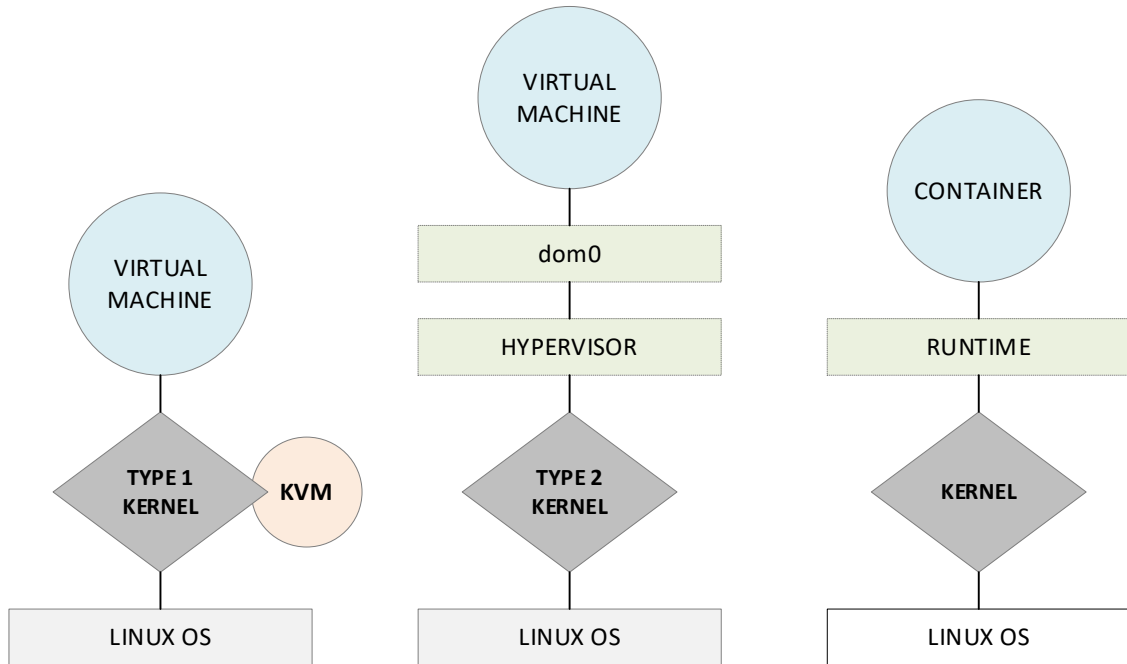 VIRTUAL
MACHINE
TYPE 1
KERNEL
KVM
LINUX OS
VIRTUAL
MACHINE
dom0
HYPERVISOR
TYPE 2
KERNEL
LINUX OS
CONTAINER
RUNTIME
KERNEL
LINUX OS